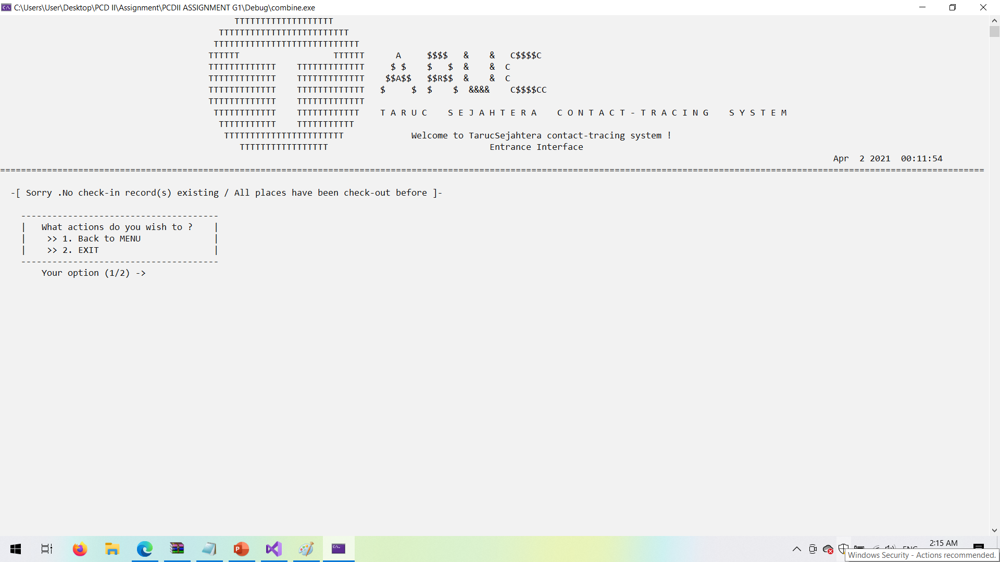 C:\Users\User\Desktop\PCD II\Assignment\PCDII ASSIGNMENT G1\Debug\combine.exe
TTTTTTTTTTTTTTTTTTT
TTTTTTTTTTTTTTTTTTTTTTTTT
TTTTTTTTTTTTTTTTTTTTTTTTTTTT
TTTTTT                  TTTTTT      A     $$$$   &    &   C$$$$C
TTTTTTTTTTTTT    TTTTTTTTTTTTT     $ $    $   $  &    &  C
TTTTTTTTTTTTT    TTTTTTTTTTTTT    $$A$$   $$R$$  &    &  C
TTTTTTTTTTTTT    TTTTTTTTTTTTT   $     $  $    $  &&&&    C$$$$CC
TTTTTTTTTTTTT    TTTTTTTTTTTTT
TTTTTTTTTTTT    TTTTTTTTTTTT    T A R U C    S E J A H T E R A    C O N T A C T - T R A C I N G    S Y S T E M
TTTTTTTTTTT    TTTTTTTTTTT
TTTTTTTTTTTTTTTTTTTTTTT             Welcome to TarucSejahtera contact-tracing system !
TTTTTTTTTTTTTTTTT                               Entrance Interface
Apr  2 2021  00:11:54
=============================================================================================================================================================================================
-[ Sorry .No check-in record(s) existing / All places have been check-out before ]-
--------------------------------------
|   What actions do you wish to ?    |
|    >> 1. Back to MENU              |
|    >> 2. EXIT                      |
--------------------------------------
Your option (1/2) ->
2:15 AM
Windows Security - Actions recommended.